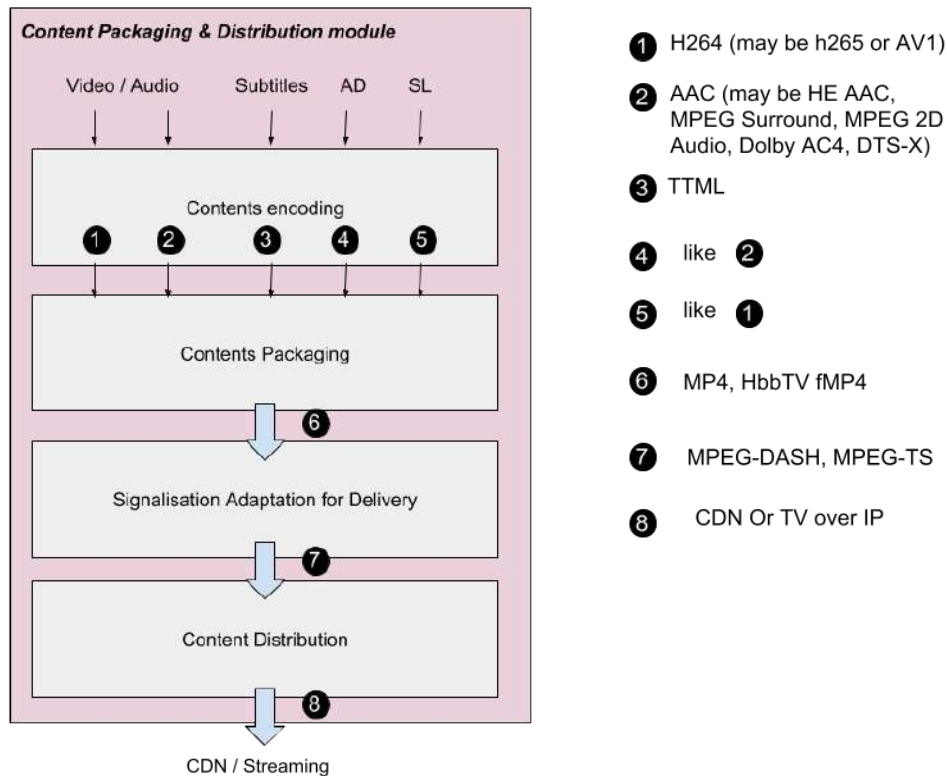 Content Packaging & Distribution module
Video / Audio Subtitles AD SL
Contents encoding
1 2 3 4 5
Contents Packaging
6
Signalisation Adaptation for Delivery
7
Content Distribution
8
CDN / Streaming
1 H264 (may be h265 or AV1)
2 AAC (may be HE AAC,
MPEG Surround, MPEG 2D
Audio, Dolby AC4, DTS-X)
3 TTML
4 like 2
5 like 1
6 MP4, HbbTV fMP4
7 MPEG-DASH, MPEG-TS
8 CDN Or TV over IP